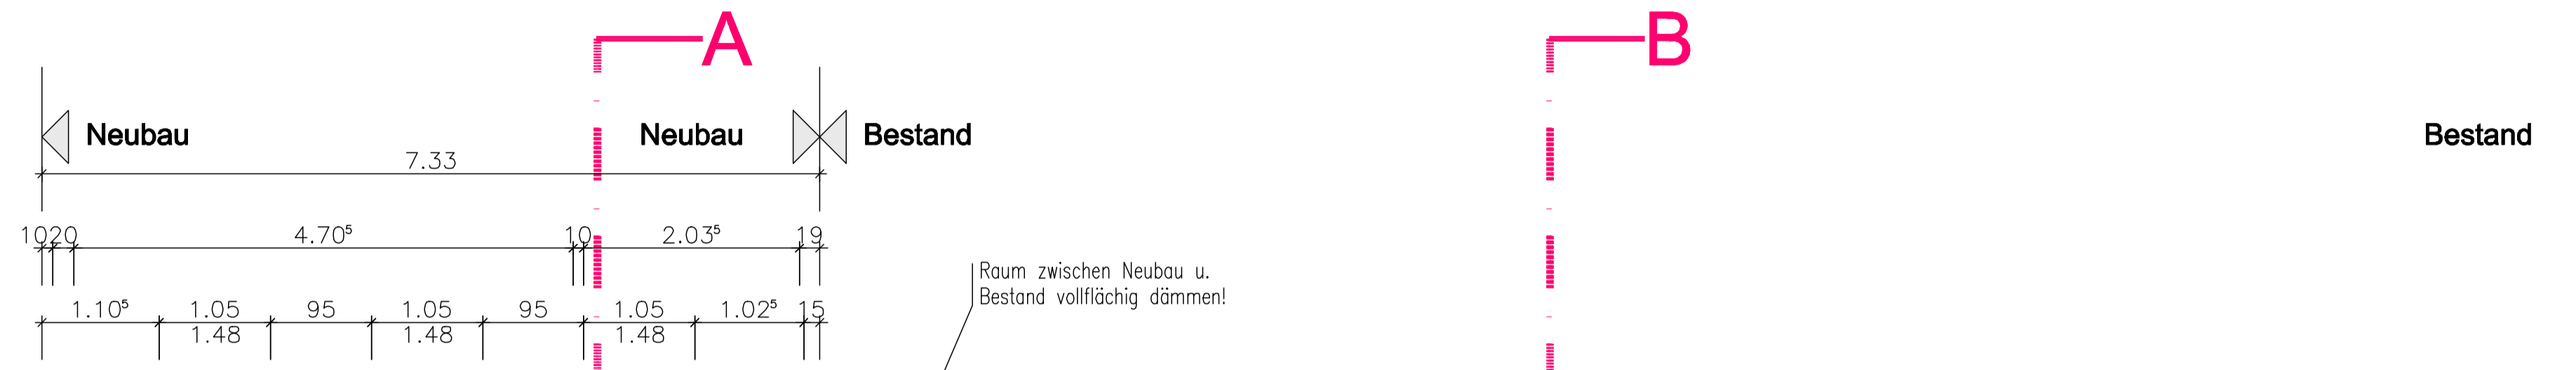 A B
Neubau Neubau Bestand Bestand
7.33
10 20 4.70⁵ 10 2.03⁵ 19
Raum zwischen Neubau u.
Bestand vollflächig dämmen!
1.10⁵ 1.05 95 1.05 95 1.05 1.02⁵ 15
1.48 1.48 1.48